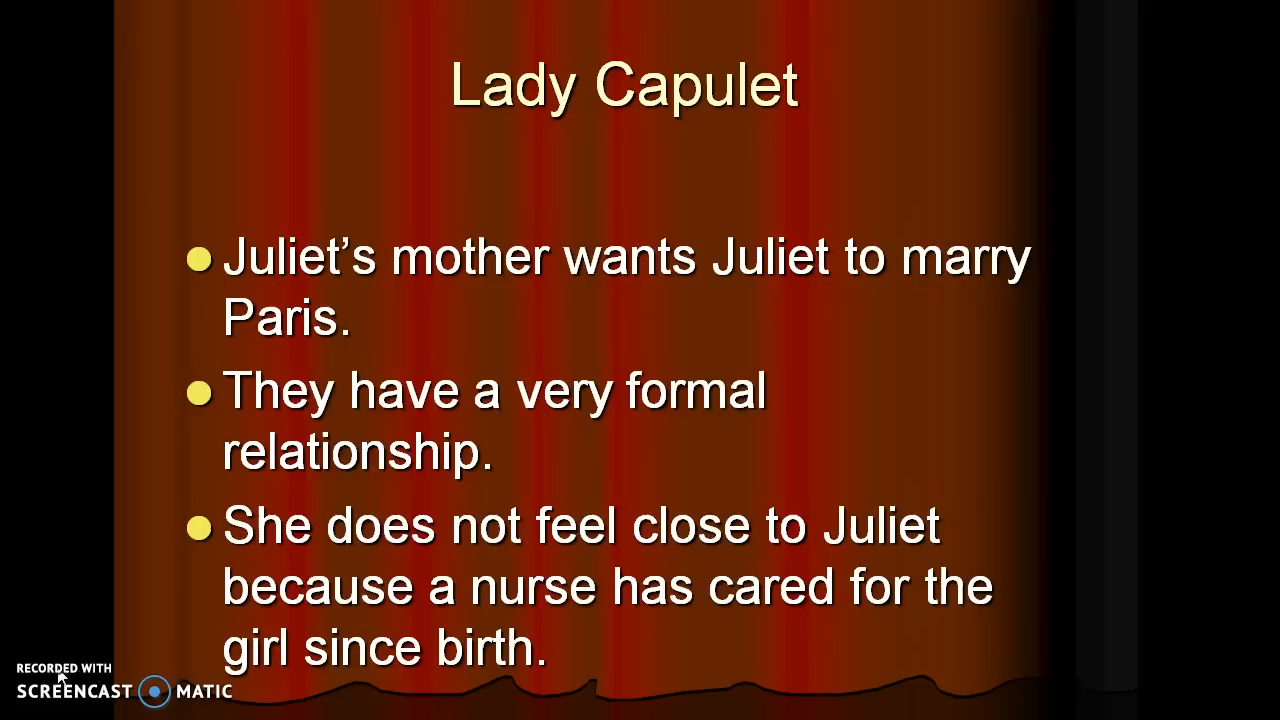 Lady Capulet
Juliet’s mother wants Juliet to marry
Paris.
They have a very formal
relationship.
She does not feel close to Juliet
because a nurse has cared for the
girl since birth.
RECORDED WITH
SCREENCAST MATIC